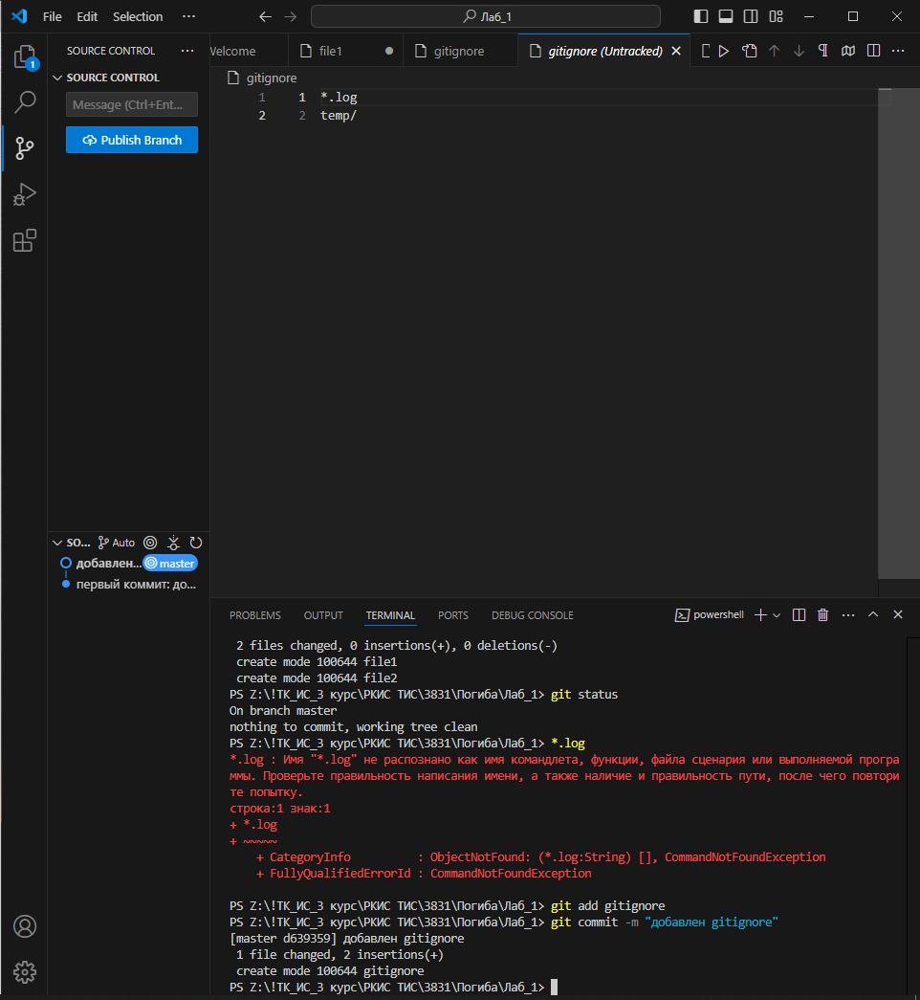 File Edit Selection ··· Лаб_1
SOURCE CONTROL ···
Welcome file1 gitignore gitignore (Untracked)
1
SOURCE CONTROL
gitignore
Message (Ctrl+Ent...
1 1 *.log
2 2 temp/
Publish Branch
SO... Auto
добавлен... master
первый коммит: до...
PROBLEMS OUTPUT TERMINAL PORTS DEBUG CONSOLE powershell
2 files changed, 0 insertions(+), 0 deletions(-)
create mode 100644 file1
create mode 100644 file2
PS Z:\!ТК_ИС_3 курс\РКИС ТИС\3831\Погиба\Лаб_1> git status
On branch master
nothing to commit, working tree clean
PS Z:\!ТК_ИС_3 курс\РКИС ТИС\3831\Погиба\Лаб_1> *.log
*.log : Имя "*.log" не распознано как имя командлета, функции, файла сценария или выполняемой програ
ммы. Проверьте правильность написания имени, а также наличие и правильность пути, после чего повтори
те попытку.
строка:1 знак:1
+ *.log
+ ~~~~~
+ CategoryInfo : ObjectNotFound: (*.log:String) [], CommandNotFoundException
+ FullyQualifiedErrorId : CommandNotFoundException
PS Z:\!ТК_ИС_3 курс\РКИС ТИС\3831\Погиба\Лаб_1> git add gitignore
PS Z:\!ТК_ИС_3 курс\РКИС ТИС\3831\Погиба\Лаб_1> git commit -m "добавлен gitignore"
[master d639359] добавлен gitignore
1 file changed, 2 insertions(+)
create mode 100644 gitignore
PS Z:\!ТК_ИС_3 курс\РКИС ТИС\3831\Погиба\Лаб_1>